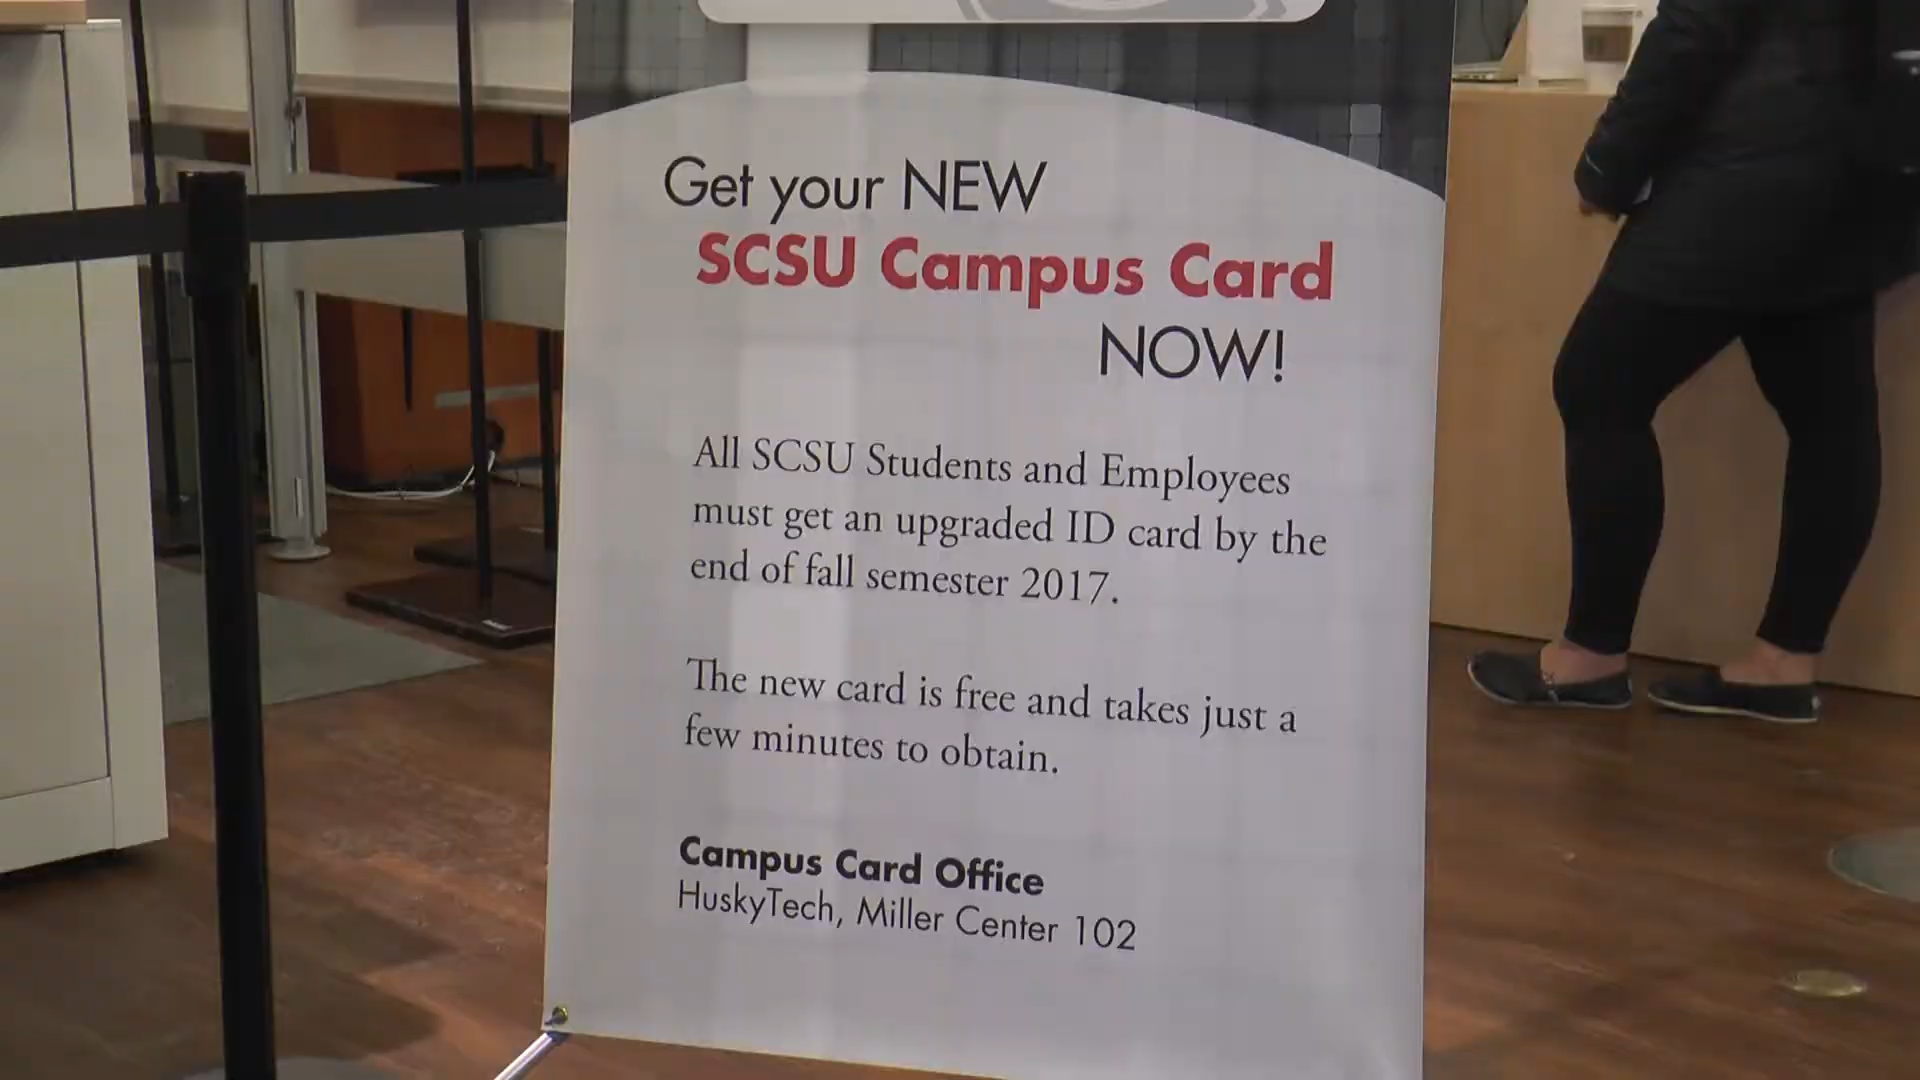 Get your NEW
SCSU Campus Card
NOW!
All SCSU Students and Employees
must get an upgraded ID card by the
end of fall semester 2017.
The new card is free and takes just a
few minutes to obtain.
Campus Card Office
HuskyTech, Miller Center 102